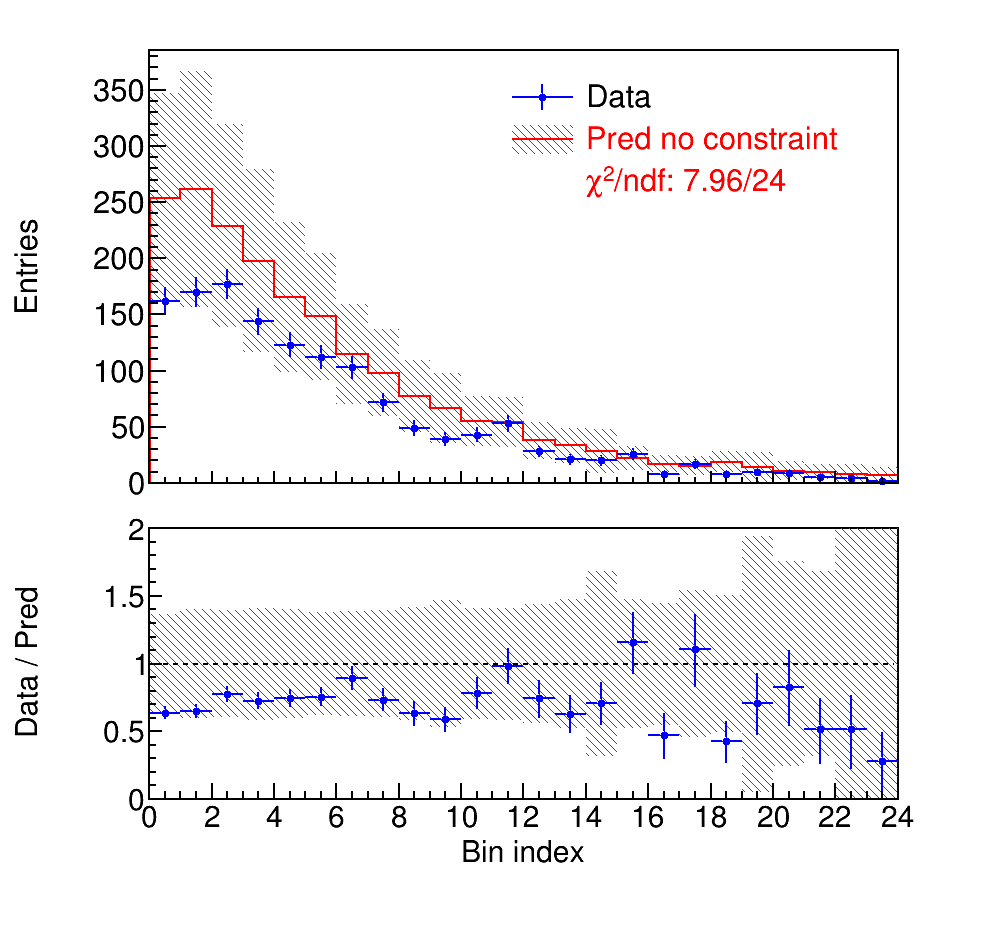 Data
Pred no constraint
χ²/ndf: 7.96/24
Entries
350
300
250
200
150
100
50
0
Data / Pred
2
1.5
1
0.5
0
0 2 4 6 8 10 12 14 16 18 20 22 24
Bin index